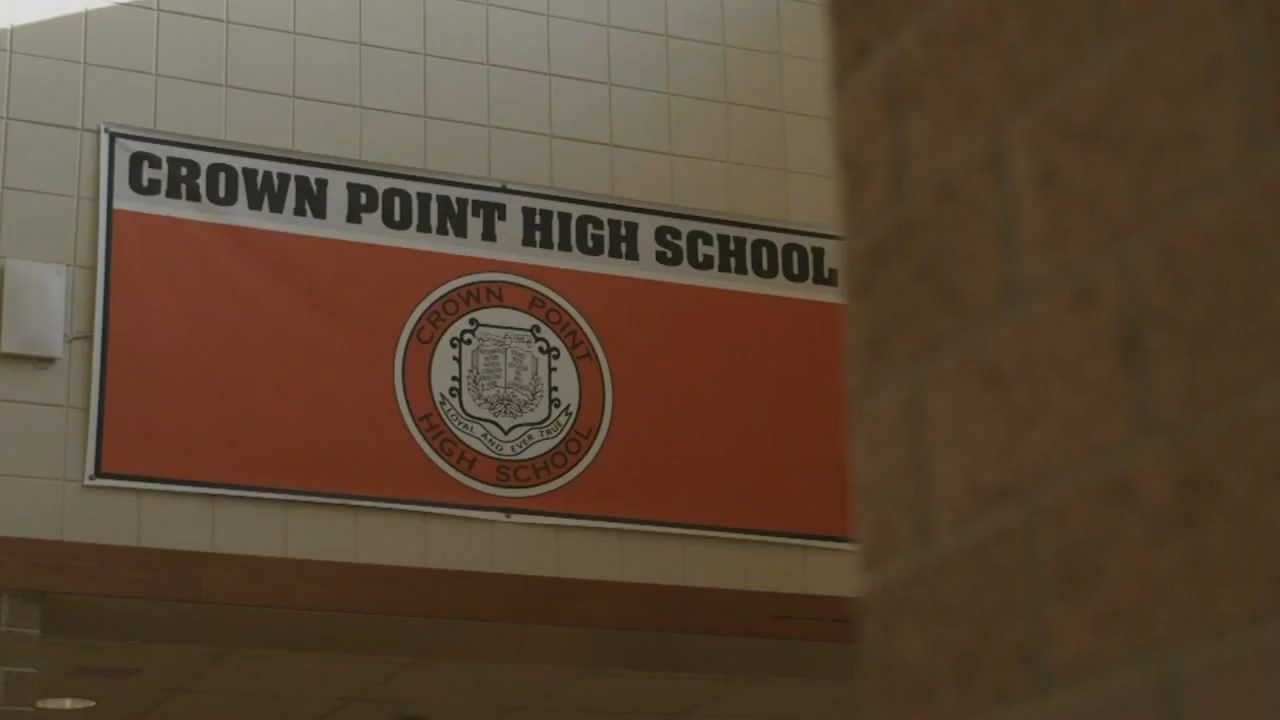 CROWN POINT HIGH SCHOOL
CROWN POINT
LOYAL AND EVER TRUE
HIGH SCHOOL